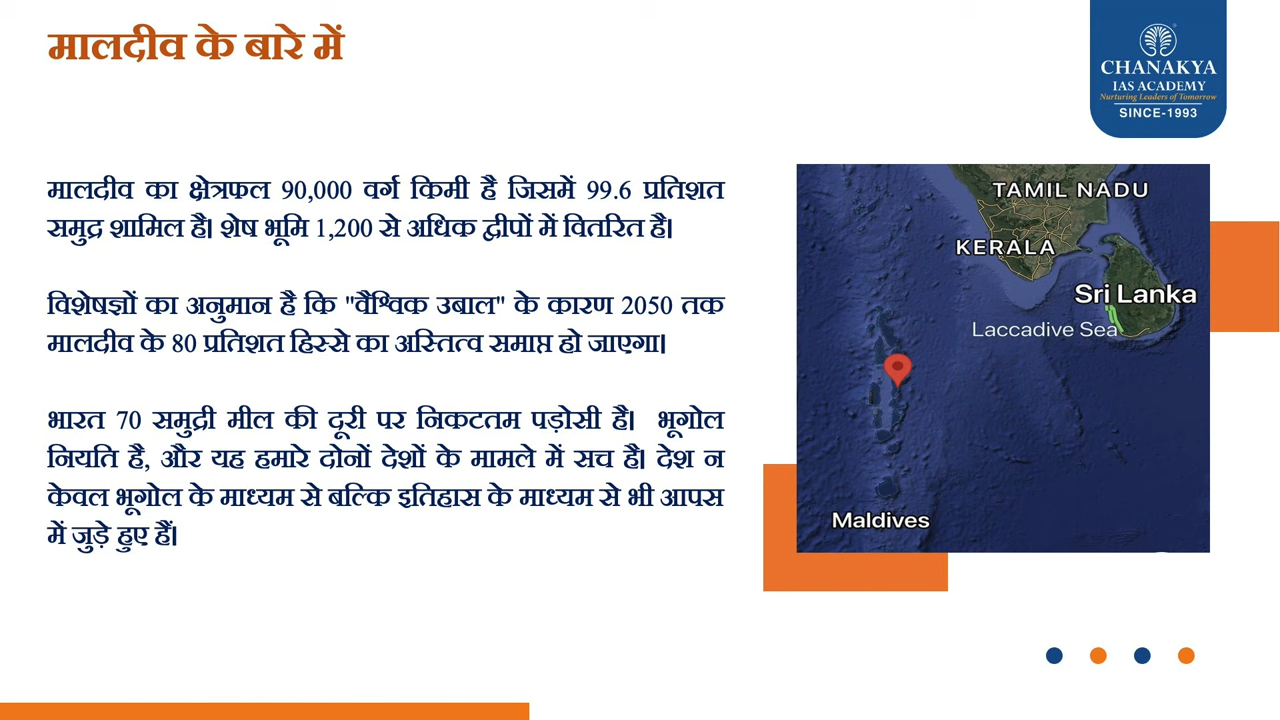 मालदीव के बारे में
CHANAKYA
IAS ACADEMY
Nurturing Leaders of Tomorrow
SINCE-1993
मालदीव का क्षेत्रफल 90,000 वर्ग किमी है जिसमें 99.6 प्रतिशत
समुद्र शामिल है। शेष भूमि 1,200 से अधिक द्वीपों में वितरित है।
विशेषज्ञों का अनुमान है कि "वैश्विक उबाल" के कारण 2050 तक
मालदीव के 80 प्रतिशत हिस्से का अस्तित्व समाप्त हो जाएगा।
भारत 70 समुद्री मील की दूरी पर निकटतम पड़ोसी है। भूगोल
नियति है, और यह हमारे दोनों देशों के मामले में सच है। देश न
केवल भूगोल के माध्यम से बल्कि इतिहास के माध्यम से भी आपस
में जुड़े हुए हैं।
TAMIL NADU
KERALA
Sri Lanka
Laccadive Sea
Maldives